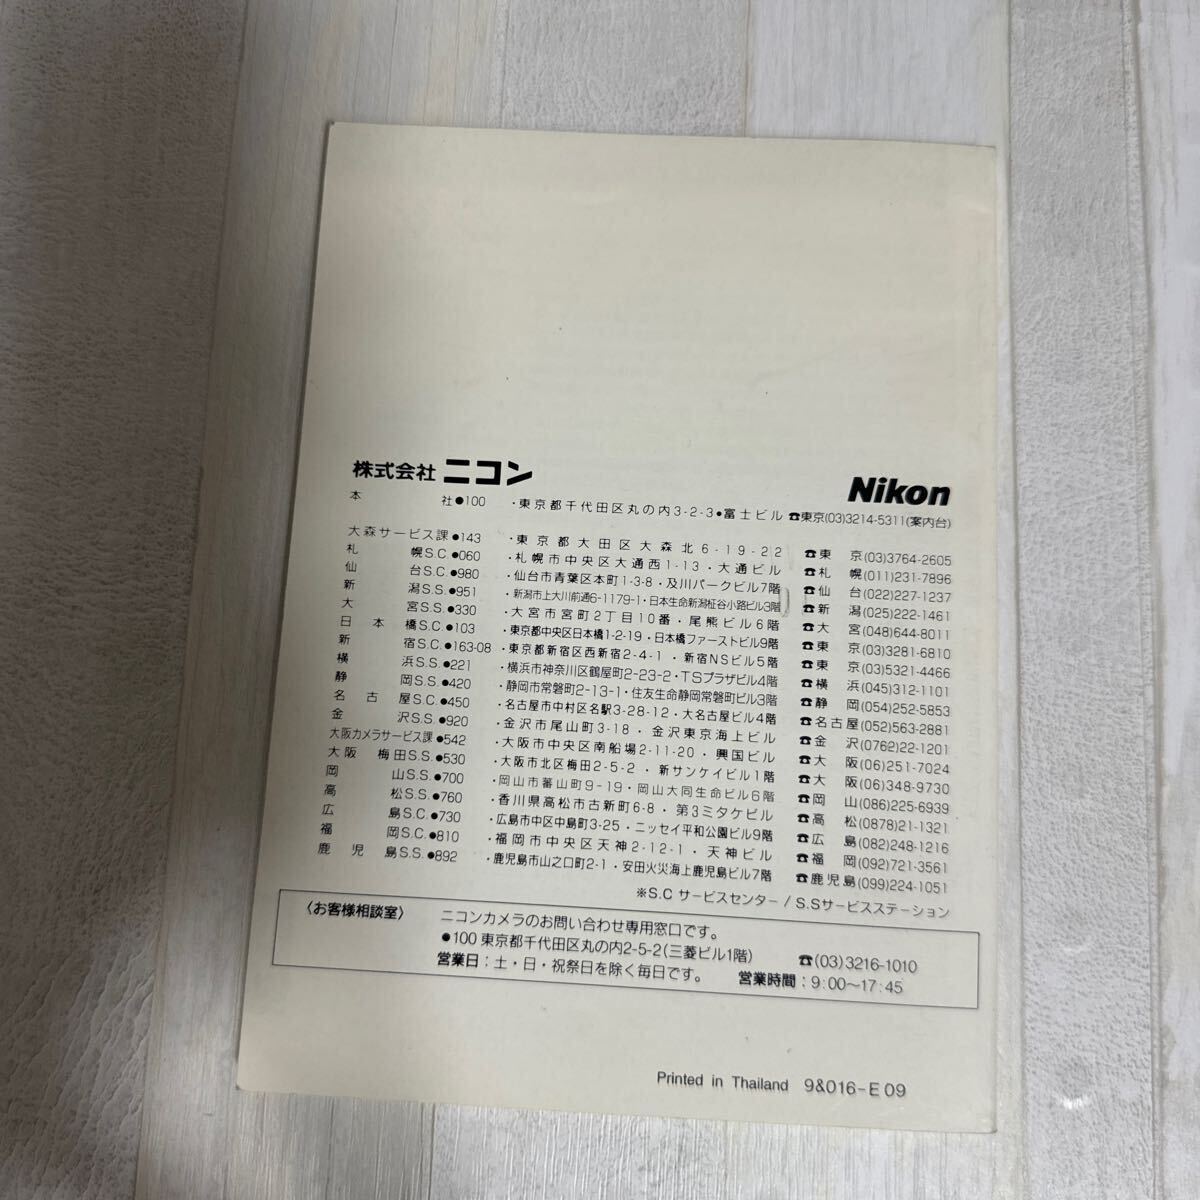 株式会社 ニコン
Nikon
本 社●100 ・東京都千代田区丸の内3-2-3●富士ビル ☎東京(03)3214-5311(案内台)
大森サービス課●143 ・東京都大田区大森北6-19-22 ☎東 京(03)3764-2605
札 幌S.C.●060 ・札幌市中央区大通西1-13・大通ビル ☎札 幌(011)231-7896
仙 台S.C.●980 ・仙台市青葉区本町1-3-8・及川パークビル7階 ☎仙 台(022)227-1237
新 潟S.S.●951 ・新潟市上大川前通6-1179-1・日本生命新潟柾谷小路ビル3階 ☎新 潟(025)222-1461
大 宮S.S.●330 ・大宮市宮町2丁目10番・尾熊ビル6階 ☎大 宮(048)644-8011
日本橋S.C.●103 ・東京都中央区日本橋1-2-19・日本橋ファーストビル9階 ☎東 京(03)3281-6810
新 宿S.C.●163-08 ・東京都新宿区西新宿2-4-1・新宿NSビル5階 ☎東 京(03)5321-4466
横 浜S.S.●221 ・横浜市神奈川区鶴屋町2-23-2・TSプラザビル4階 ☎横 浜(045)312-1101
静 岡S.S.●420 ・静岡市常磐町2-13-1・住友生命静岡常磐町ビル3階 ☎静 岡(054)252-5853
名古屋S.C.●450 ・名古屋市中村区名駅3-28-12・大名古屋ビル4階 ☎名古屋(052)563-2881
金 沢S.S.●920 ・金沢市尾山町3-18・金沢東京海上ビル ☎金 沢(0762)22-1201
大阪カメラサービス課●542 ・大阪市中央区南船場2-11-20・興国ビル ☎大 阪(06)251-7024
大阪 梅田S.S.●530 ・大阪市北区梅田2-5-2・新サンケイビル1階 ☎大 阪(06)348-9730
岡 山S.S.●700 ・岡山市蕃山町9-19・岡山大同生命ビル6階 ☎岡 山(086)225-6939
高 松S.S.●760 ・香川県高松市古新町6-8・第3ミタケビル ☎高 松(0878)21-1321
広 島S.C.●730 ・広島市中区中島町3-25・ニッセイ平和公園ビル9階 ☎広 島(082)248-1216
福 岡S.C.●810 ・福岡市中央区天神2-12-1・天神ビル ☎福 岡(092)721-3561
鹿児島S.S.●892 ・鹿児島市山之口町2-1・安田火災海上鹿児島ビル7階 ☎鹿児島(099)224-1051
※S.C サービスセンター / S.Sサービスステーション
〈お客様相談室〉 ニコンカメラのお問い合わせ専用窓口です。
●100 東京都千代田区丸の内2-5-2(三菱ビル1階) ☎(03)3216-1010
営業日：土・日・祝祭日を除く毎日です。 営業時間：9:00〜17:45
Printed in Thailand 9&016-E 09